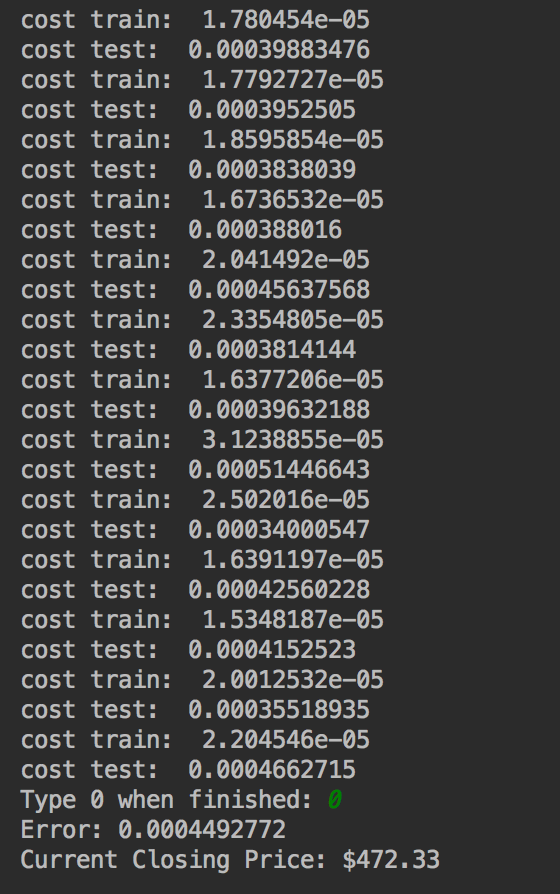 cost train:  1.780454e-05
cost test:  0.00039883476
cost train:  1.7792727e-05
cost test:  0.0003952505
cost train:  1.8595854e-05
cost test:  0.0003838039
cost train:  1.6736532e-05
cost test:  0.000388016
cost train:  2.041492e-05
cost test:  0.00045637568
cost train:  2.3354805e-05
cost test:  0.0003814144
cost train:  1.6377206e-05
cost test:  0.00039632188
cost train:  3.1238855e-05
cost test:  0.00051446643
cost train:  2.502016e-05
cost test:  0.00034000547
cost train:  1.6391197e-05
cost test:  0.00042560228
cost train:  1.5348187e-05
cost test:  0.0004152523
cost train:  2.0012532e-05
cost test:  0.00035518935
cost train:  2.204546e-05
cost test:  0.0004662715
Type 0 when finished: 0
Error: 0.0004492772
Current Closing Price: $472.33